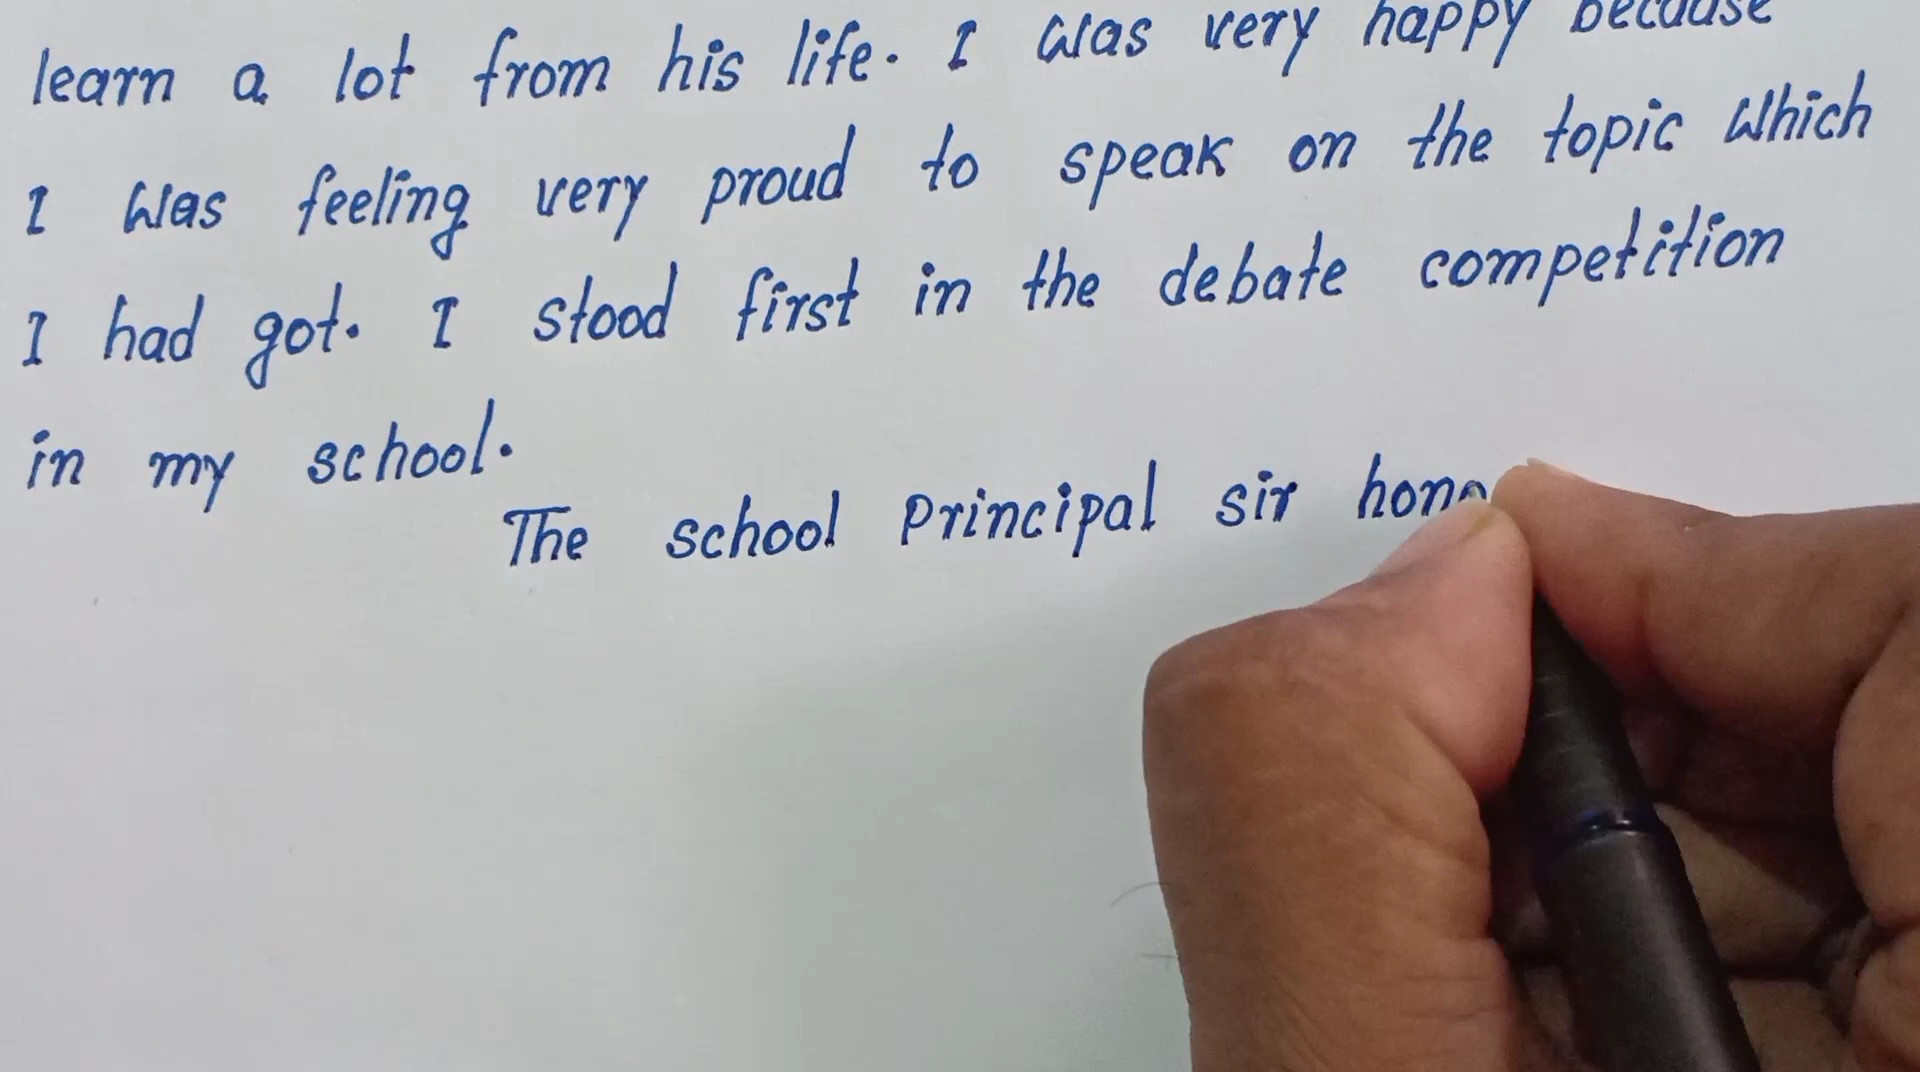 learn a lot from his life. I was very happy because
I was feeling very proud to speak on the topic which
I had got. I stood first in the debate competition
in my school.
The school Principal sir